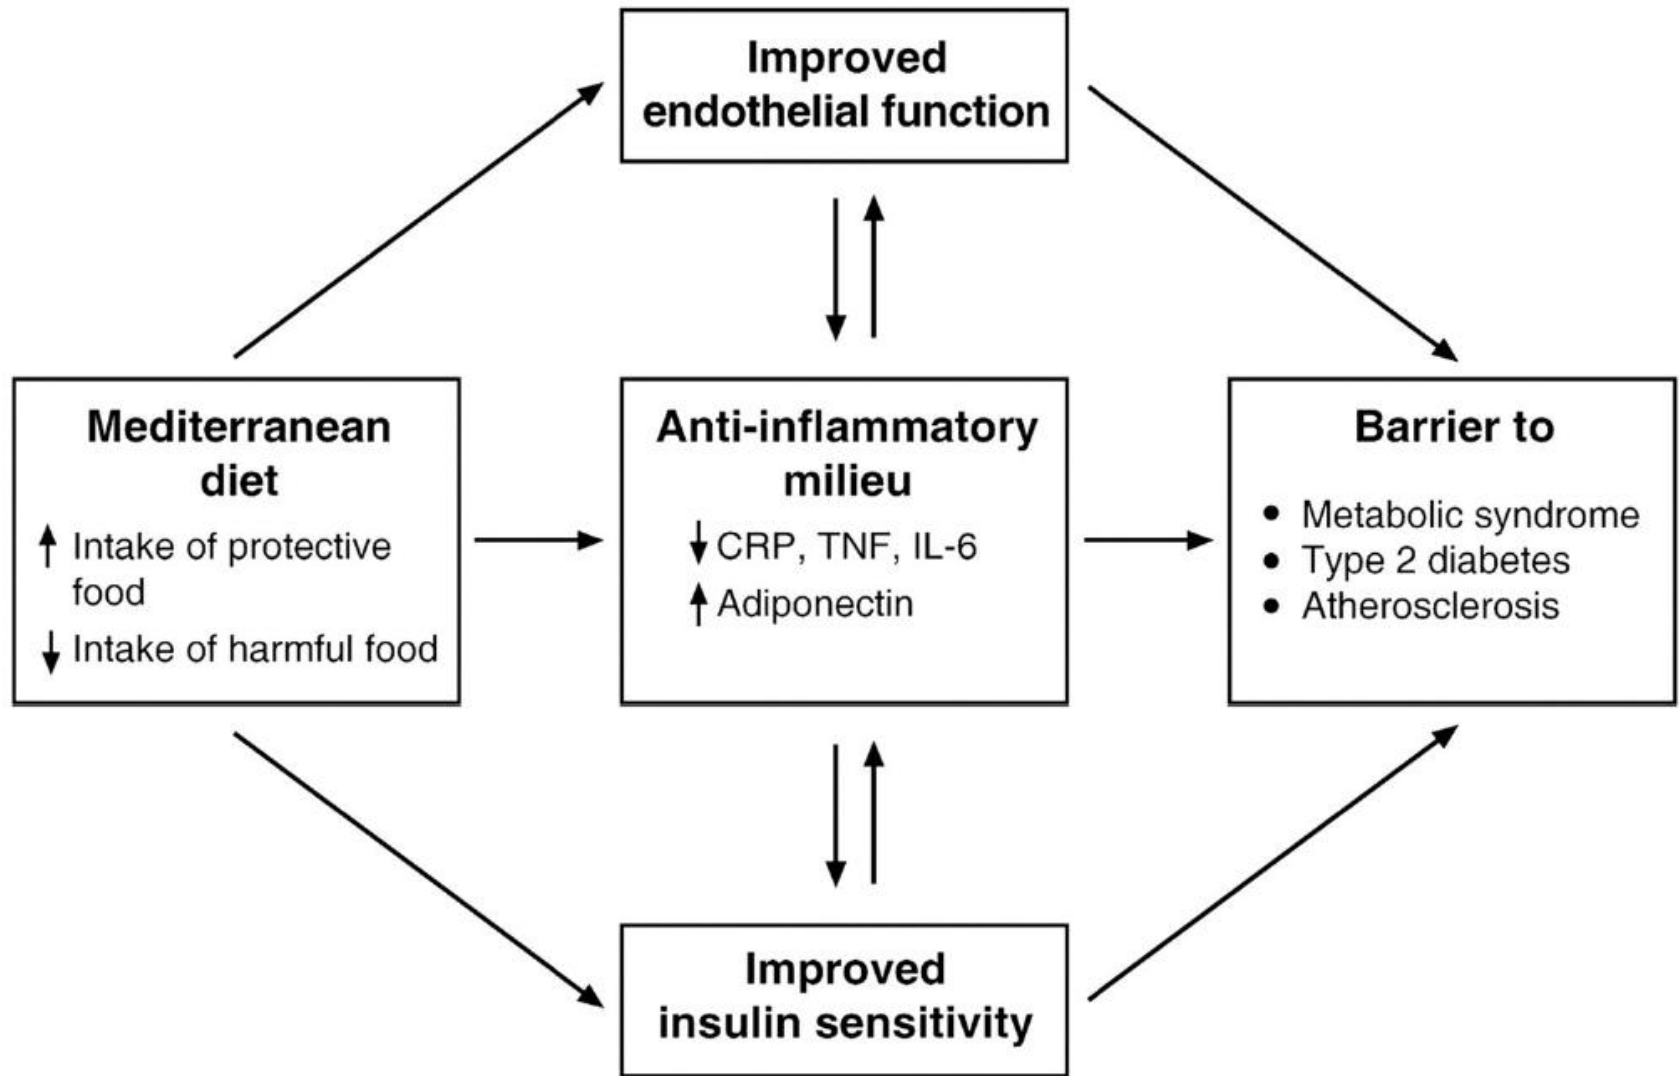 Improved
endothelial function
Mediterranean
diet
Intake of protective
food
Intake of harmful food
Anti-inflammatory
milieu
CRP, TNF, IL-6
Adiponectin
Barrier to
Metabolic syndrome
Type 2 diabetes
Atherosclerosis
Improved
insulin sensitivity